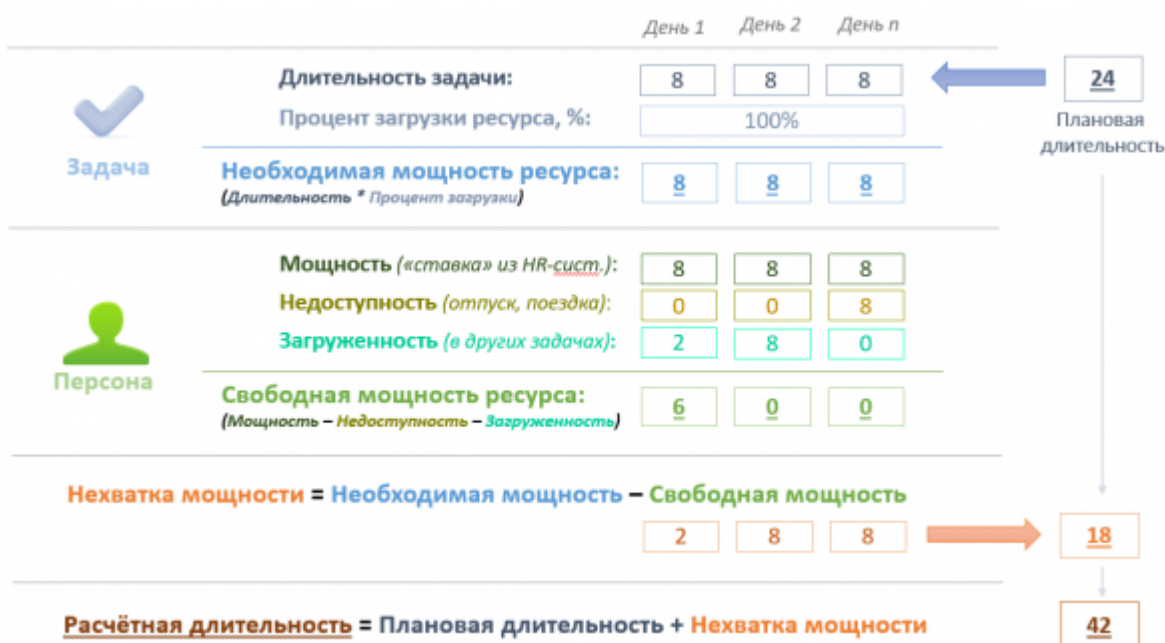 День 1 День 2 День n
Длительность задачи: 8 8 8 24
Процент загрузки ресурса, %: 100% Плановая
длительность
Задача
Необходимая мощность ресурса: 8 8 8
(Длительность * Процент загрузки)
Мощность («ставка» из HR-сист.): 8 8 8
Недоступность (отпуск, поездка): 0 0 8
Загруженность (в других задачах): 2 8 0
Персона
Свободная мощность ресурса: 6 0 0
(Мощность – Недоступность – Загруженность)
Нехватка мощности = Необходимая мощность – Свободная мощность
2 8 8 18
Расчётная длительность = Плановая длительность + Нехватка мощности 42